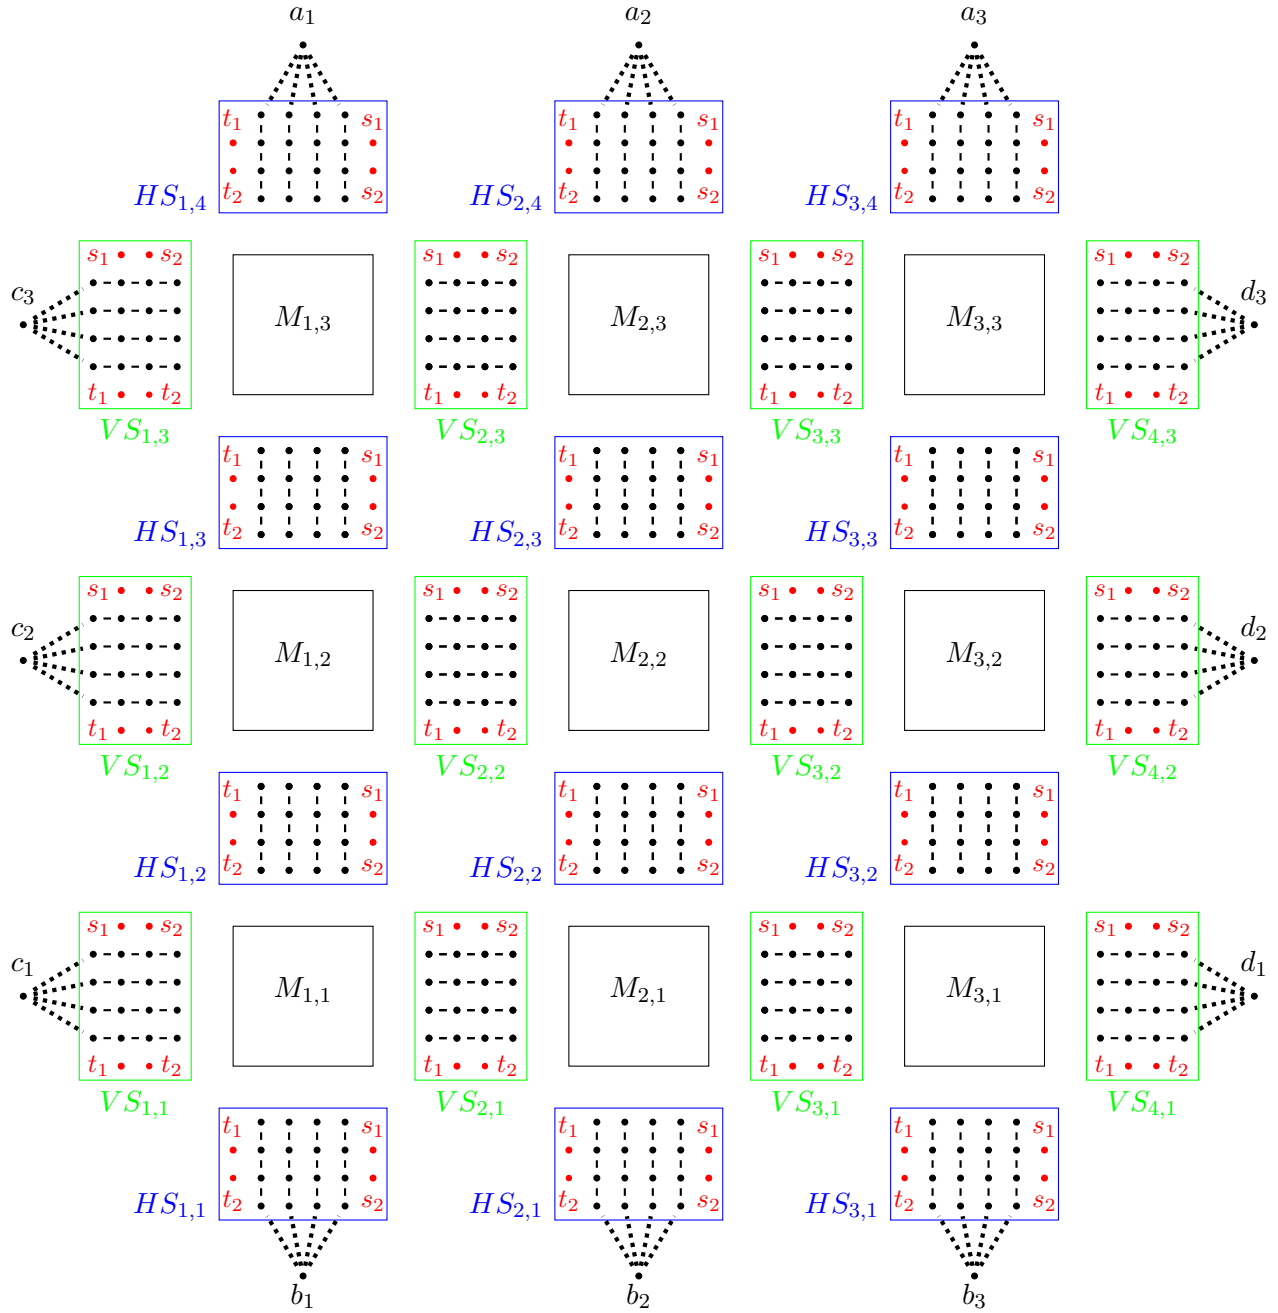 a1 a2 a3
t1 s1 t1 s1 t1 s1
HS1,4 t2 s2 HS2,4 t2 s2 HS3,4 t2 s2
s1 s2 s1 s2 s1 s2 s1 s2
c3 M1,3 M2,3 M3,3 d3
t1 t2 t1 t2 t1 t2 t1 t2
VS1,3 VS2,3 VS3,3 VS4,3
t1 s1 t1 s1 t1 s1
HS1,3 t2 s2 HS2,3 t2 s2 HS3,3 t2 s2
s1 s2 s1 s2 s1 s2 s1 s2
c2 M1,2 M2,2 M3,2 d2
t1 t2 t1 t2 t1 t2 t1 t2
VS1,2 VS2,2 VS3,2 VS4,2
t1 s1 t1 s1 t1 s1
HS1,2 t2 s2 HS2,2 t2 s2 HS3,2 t2 s2
s1 s2 s1 s2 s1 s2 s1 s2
c1 M1,1 M2,1 M3,1 d1
t1 t2 t1 t2 t1 t2 t1 t2
VS1,1 VS2,1 VS3,1 VS4,1
t1 s1 t1 s1 t1 s1
HS1,1 t2 s2 HS2,1 t2 s2 HS3,1 t2 s2
b1 b2 b3